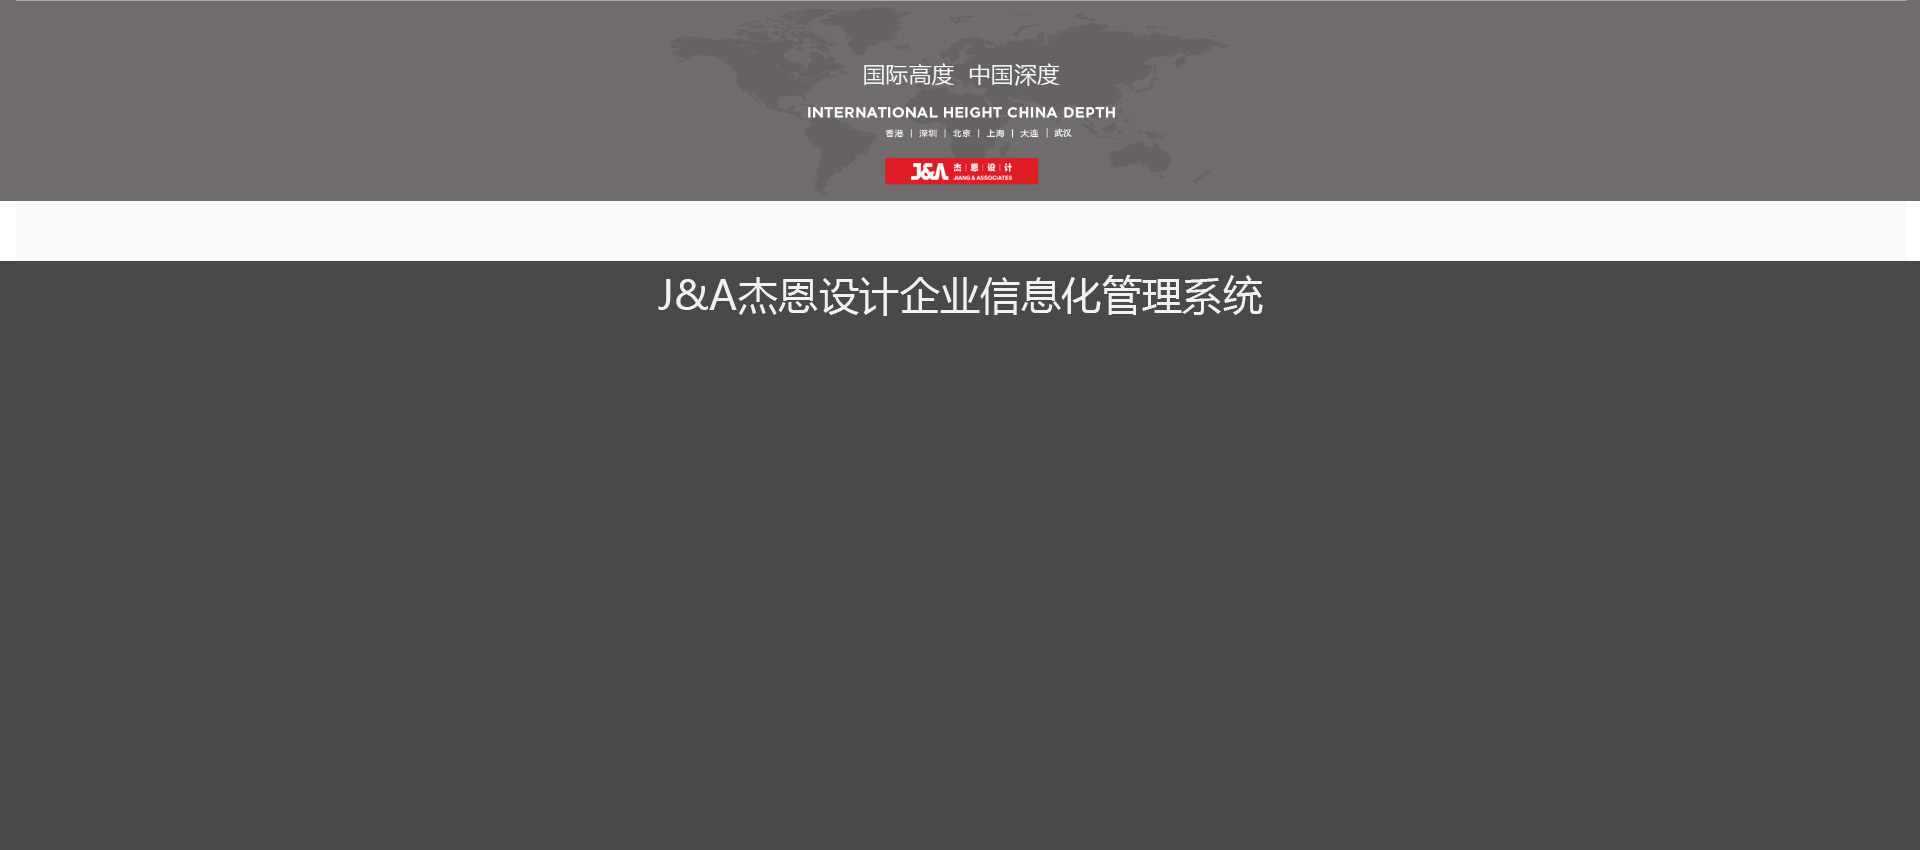 国际高度 中国深度
INTERNATIONAL HEIGHT CHINA DEPTH
香港 | 深圳 | 北京 | 上海 | 大连 | 武汉
J&A 杰 | 恩 | 设 | 计
JIANG & ASSOCIATES
J&A杰恩设计企业信息化管理系统